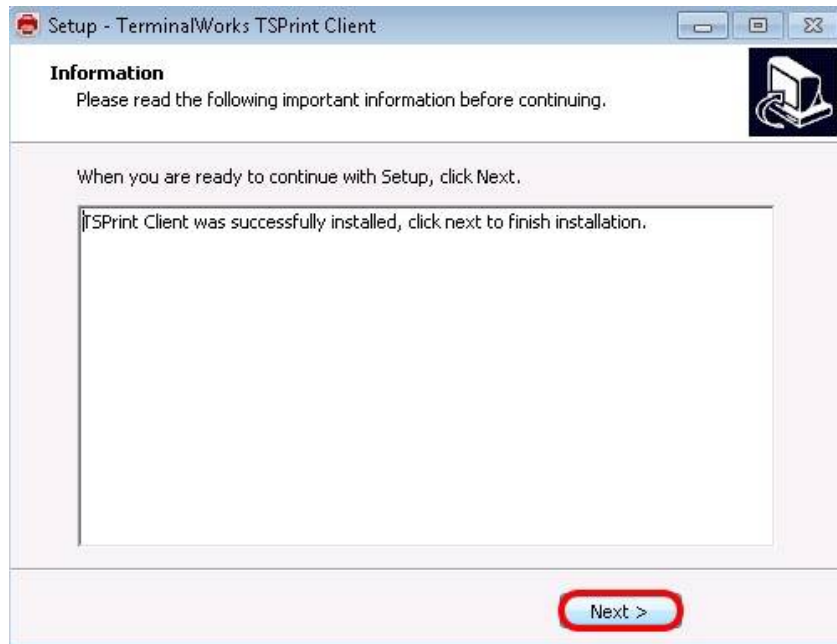 Setup - TerminalWorks TSPrint Client
Information
Please read the following important information before continuing.
When you are ready to continue with Setup, click Next.
TSPrint Client was successfully installed, click next to finish installation.
Next >